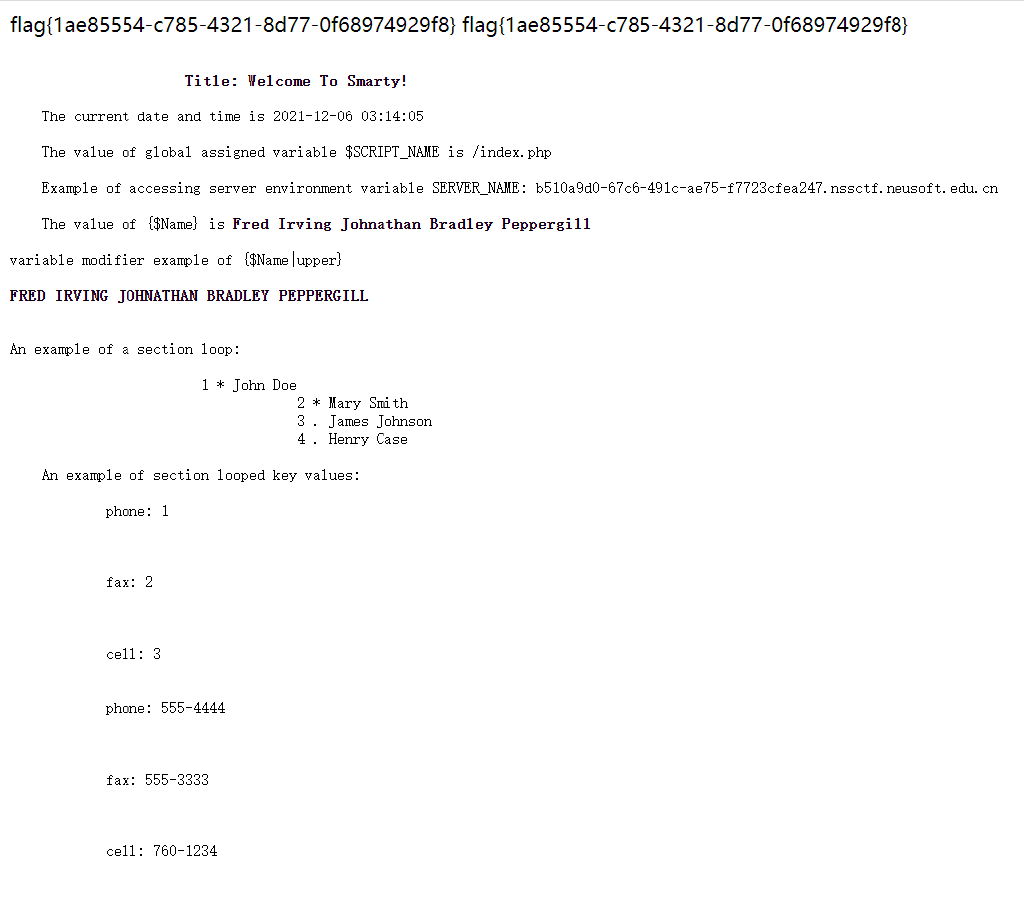 flag{1ae85554-c785-4321-8d77-0f68974929f8} flag{1ae85554-c785-4321-8d77-0f68974929f8}
Title: Welcome To Smarty!
The current date and time is 2021-12-06 03:14:05
The value of global assigned variable $SCRIPT_NAME is /index.php
Example of accessing server environment variable SERVER_NAME: b510a9d0-67c6-491c-ae75-f7723cfea247.nssctf.neusoft.edu.cn
The value of {$Name} is Fred Irving Johnathan Bradley Peppergill
variable modifier example of {$Name|upper}
FRED IRVING JOHNATHAN BRADLEY PEPPERGILL
An example of a section loop:
1 * John Doe
2 * Mary Smith
3 . James Johnson
4 . Henry Case
An example of section looped key values:
phone: 1
fax: 2
cell: 3
phone: 555-4444
fax: 555-3333
cell: 760-1234